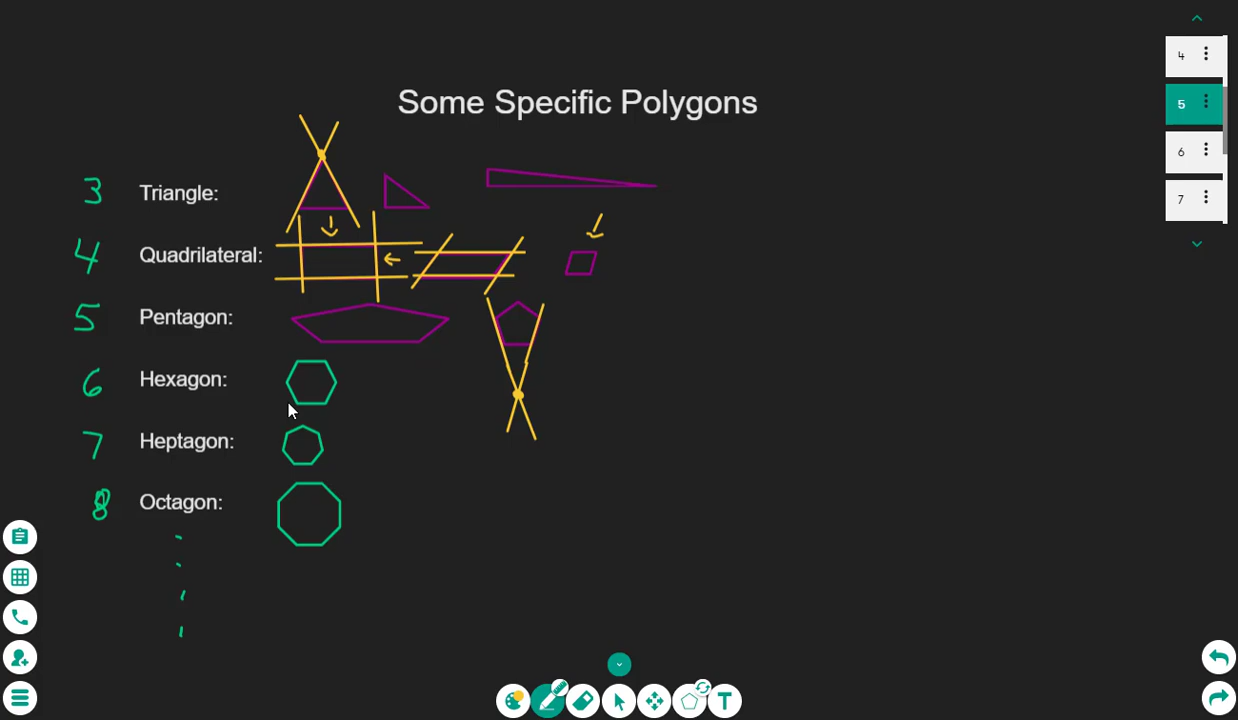 Some Specific Polygons
3 Triangle:
4 Quadrilateral:
5 Pentagon:
6 Hexagon:
7 Heptagon:
8 Octagon:
4
5
6
7
T